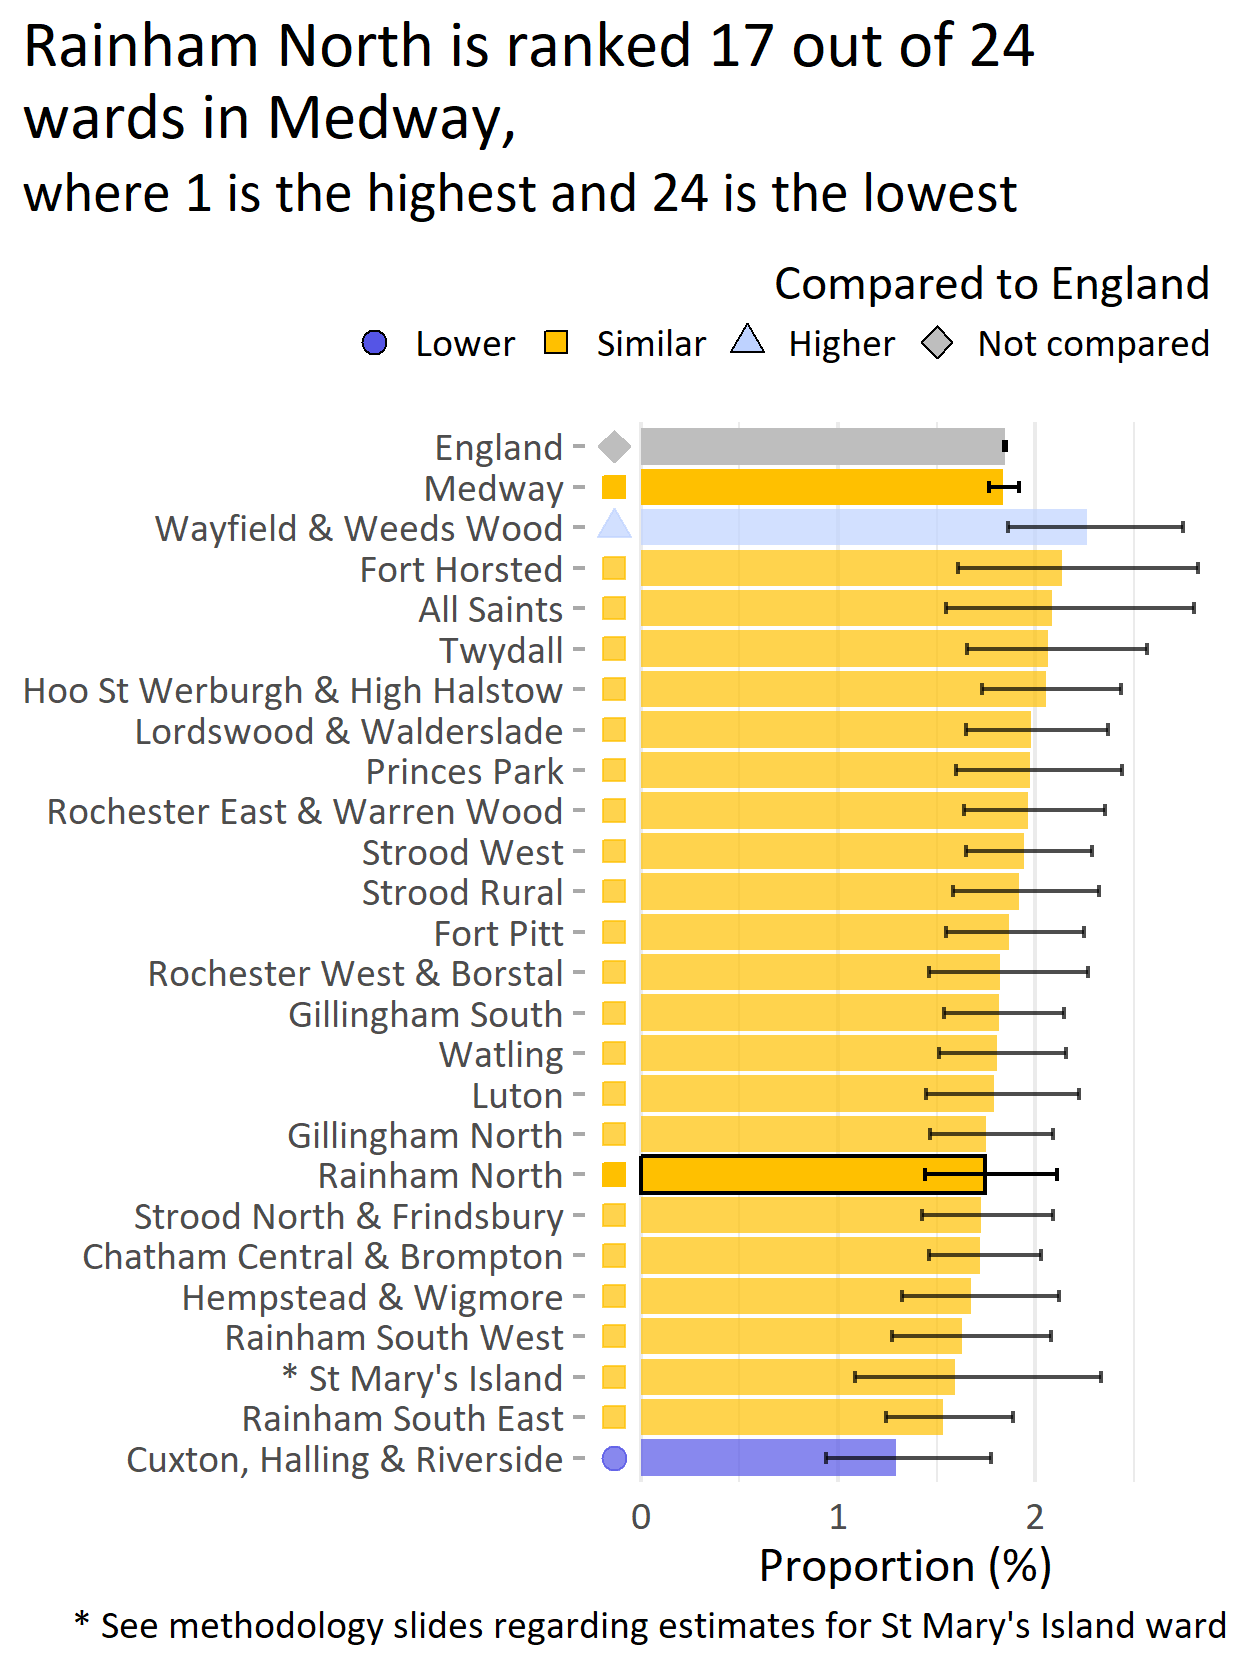 Rainham North is ranked 17 out of 24
wards in Medway,
where 1 is the highest and 24 is the lowest
Compared to England
Lower Similar Higher Not compared
England
Medway
Wayfield & Weeds Wood
Fort Horsted
All Saints
Twydall
Hoo St Werburgh & High Halstow
Lordswood & Walderslade
Princes Park
Rochester East & Warren Wood
Strood West
Strood Rural
Fort Pitt
Rochester West & Borstal
Gillingham South
Watling
Luton
Gillingham North
Rainham North
Strood North & Frindsbury
Chatham Central & Brompton
Hempstead & Wigmore
Rainham South West
* St Mary's Island
Rainham South East
Cuxton, Halling & Riverside
0 1 2
Proportion (%)
* See methodology slides regarding estimates for St Mary's Island ward